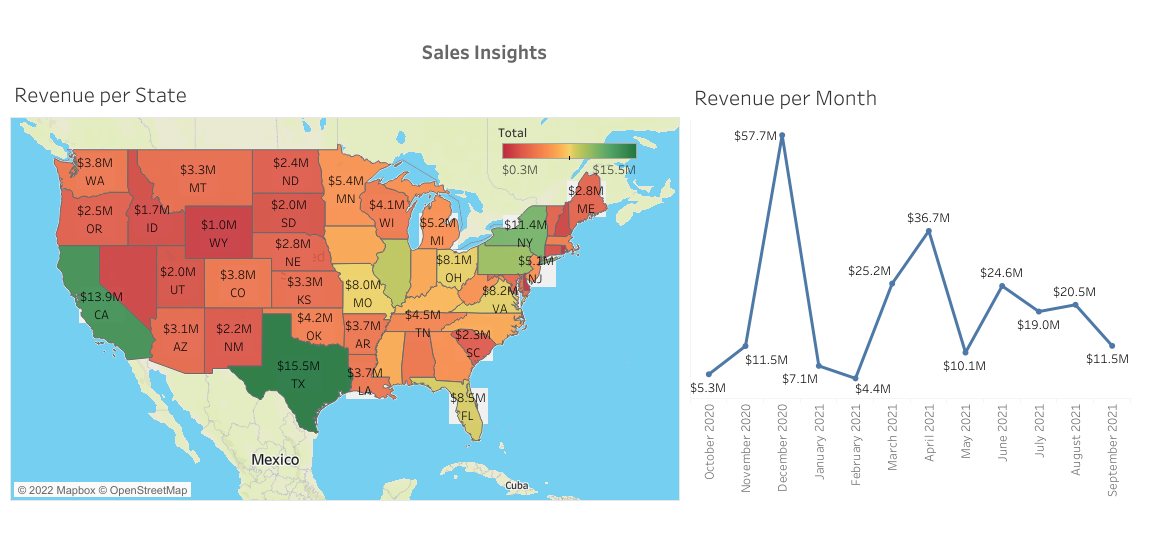 Sales Insights
Revenue per State
Total
$0.3M
$15.5M
$3.8M
WA
$3.3M
MT
$2.4M
ND
$5.4M
MN
$2.8M
ME
$2.5M
OR
$1.7M
ID
$1.0M
WY
$2.0M
SD
$4.1M
WI
$5.2M
MI
$11.4M
NY
$2.8M
NE
$5.1M
NJ
$13.9M
CA
$2.0M
UT
$3.8M
CO
$3.3M
KS
$8.0M
MO
$8.1M
OH
$8.2M
VA
$3.1M
AZ
$2.2M
NM
$4.2M
OK
$3.7M
AR
$4.5M
TN
$2.3M
SC
$15.5M
TX
$3.7M
LA
$8.5M
FL
Mexico
Cuba
© 2022 Mapbox © OpenStreetMap
Revenue per Month
$57.7M
$36.7M
$25.2M
$24.6M
$20.5M
$19.0M
$11.5M
$11.5M
$10.1M
$7.1M
$5.3M
$4.4M
October 2020
November 2020
December 2020
January 2021
February 2021
March 2021
April 2021
May 2021
June 2021
July 2021
August 2021
September 2021